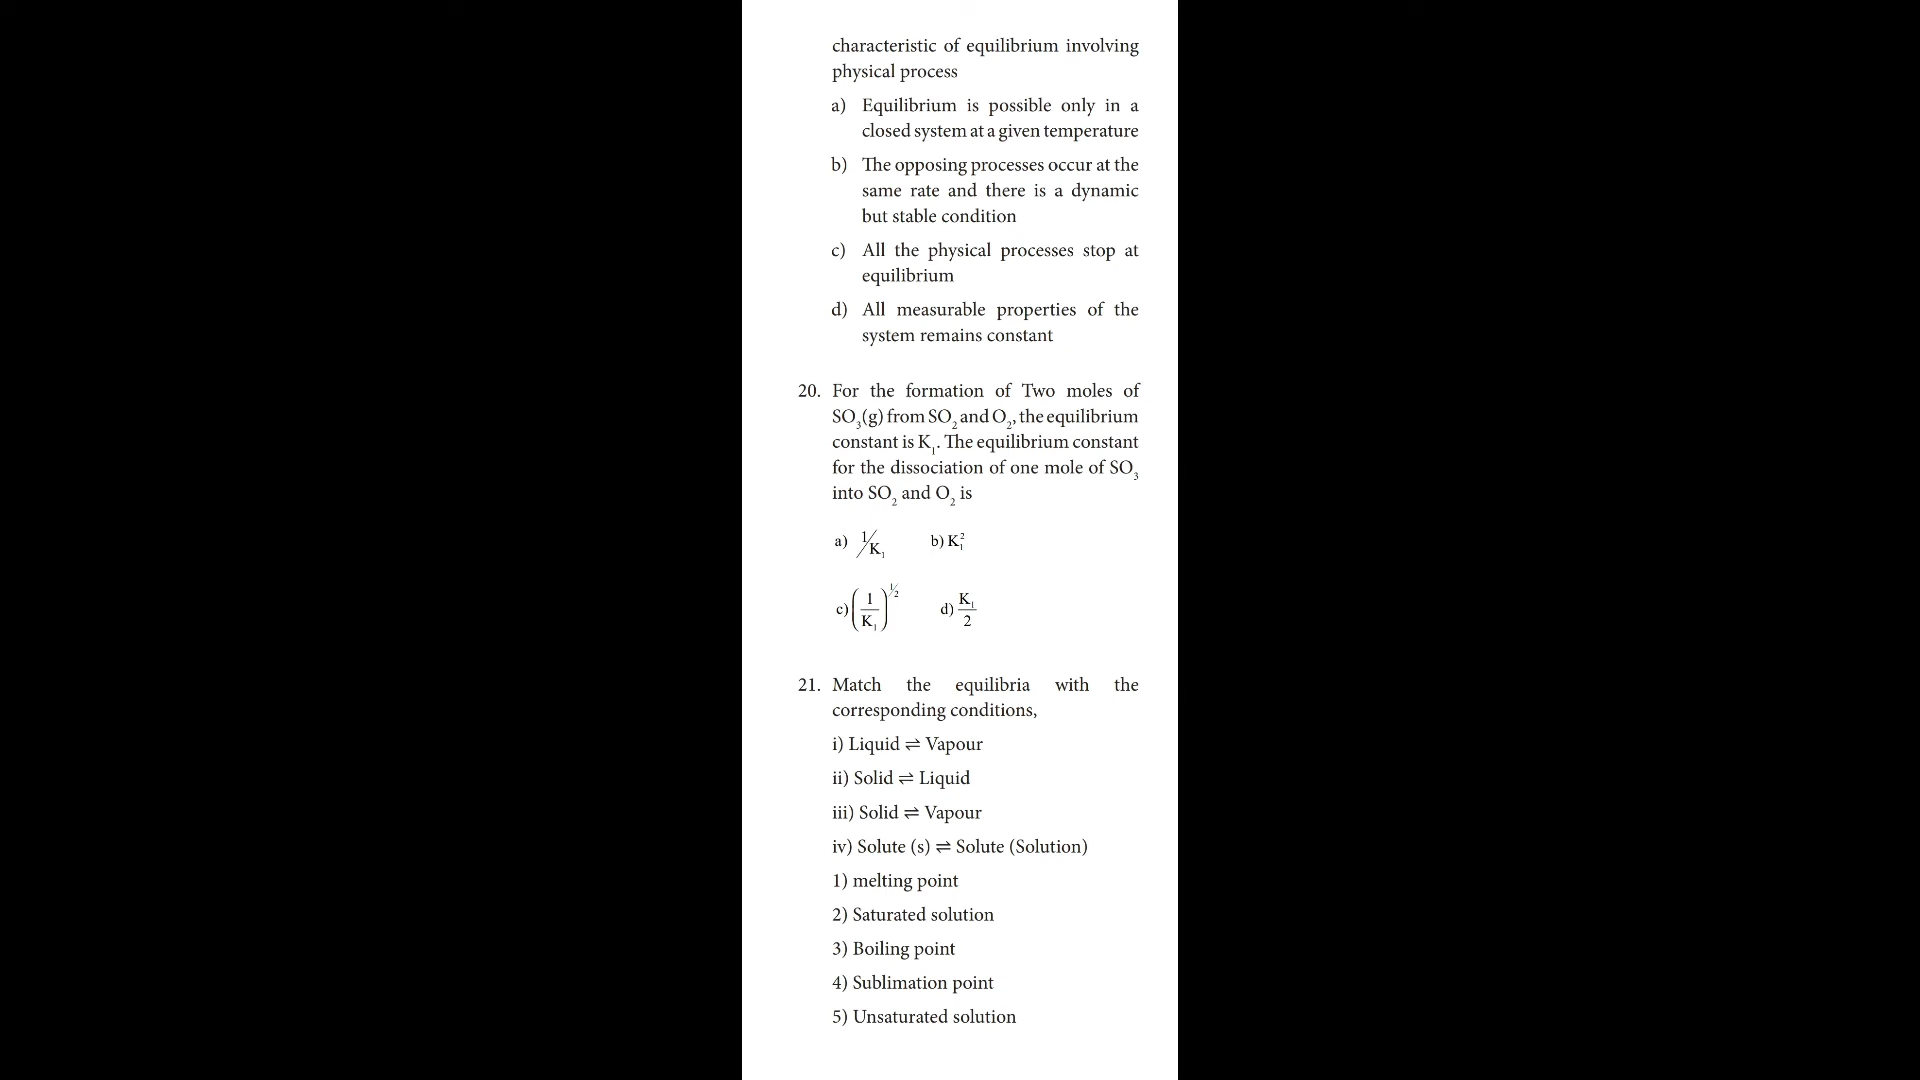 characteristic of equilibrium involving
physical process
a) Equilibrium is possible only in a
closed system at a given temperature
b) The opposing processes occur at the
same rate and there is a dynamic
but stable condition
c) All the physical processes stop at
equilibrium
d) All measurable properties of the
system remains constant
20. For the formation of Two moles of
SO₃(g) from SO₂ and O₂, the equilibrium
constant is K₁. The equilibrium constant
for the dissociation of one mole of SO₃
into SO₂ and O₂ is
a) 1/K₁ b) K₁²
c) (1/K₁)^1/2 d) K₁/2
21. Match the equilibria with the
corresponding conditions,
i) Liquid ⇌ Vapour
ii) Solid ⇌ Liquid
iii) Solid ⇌ Vapour
iv) Solute (s) ⇌ Solute (Solution)
1) melting point
2) Saturated solution
3) Boiling point
4) Sublimation point
5) Unsaturated solution